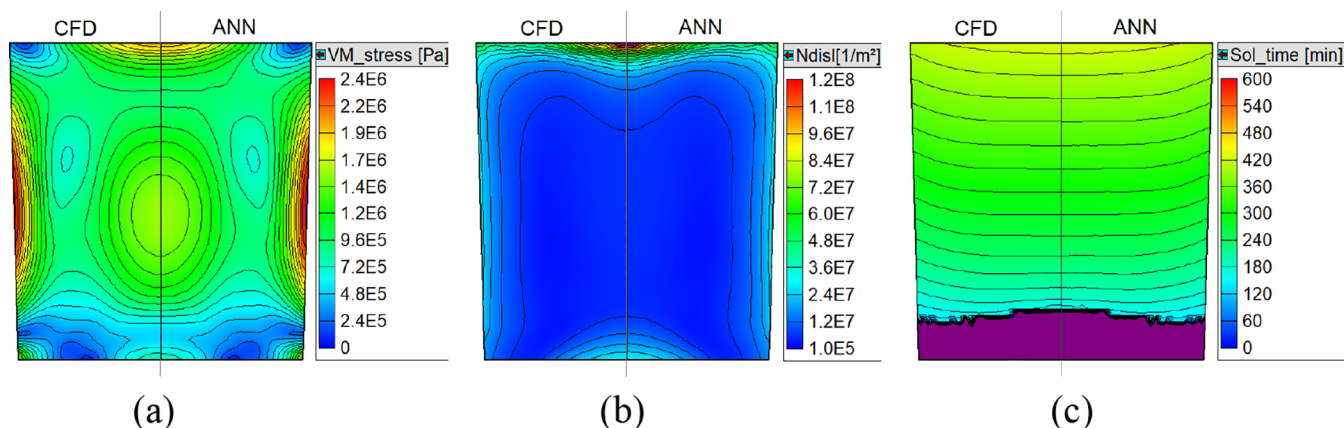 CFD ANN
VM_stress [Pa]
2.4E6
2.2E6
1.9E6
1.7E6
1.4E6
1.2E6
9.6E5
7.2E5
4.8E5
2.4E5
0
(a)
CFD ANN
Ndisl[1/m²]
1.2E8
1.1E8
9.6E7
8.4E7
7.2E7
6.0E7
4.8E7
3.6E7
2.4E7
1.2E7
1.0E5
(b)
CFD ANN
Sol_time [min]
600
540
480
420
360
300
240
180
120
60
0
(c)